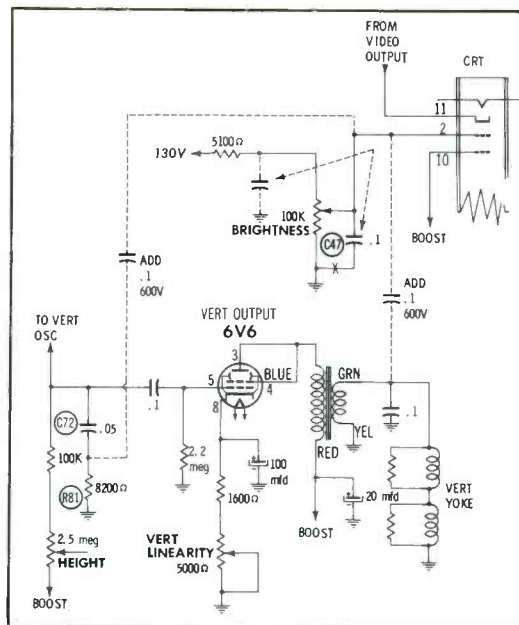 FROM
VIDEO
OUTPUT
CRT
11
2
10
5100Ω
130V
100K
BRIGHTNESS
C47
.1
BOOST
ADD
.1
600V
ADD
.1
600V
TO VERT
OSC
VERT OUTPUT
6V6
3
BLUE
5
4
8
GRN
YEL
RED
.1
C72
.05
.1
100K
2.2
meg
100
mfd
R81
8200Ω
1600Ω
20 mfd
VERT
YOKE
2.5 meg
HEIGHT
VERT
LINEARITY
5000Ω
BOOST
BOOST